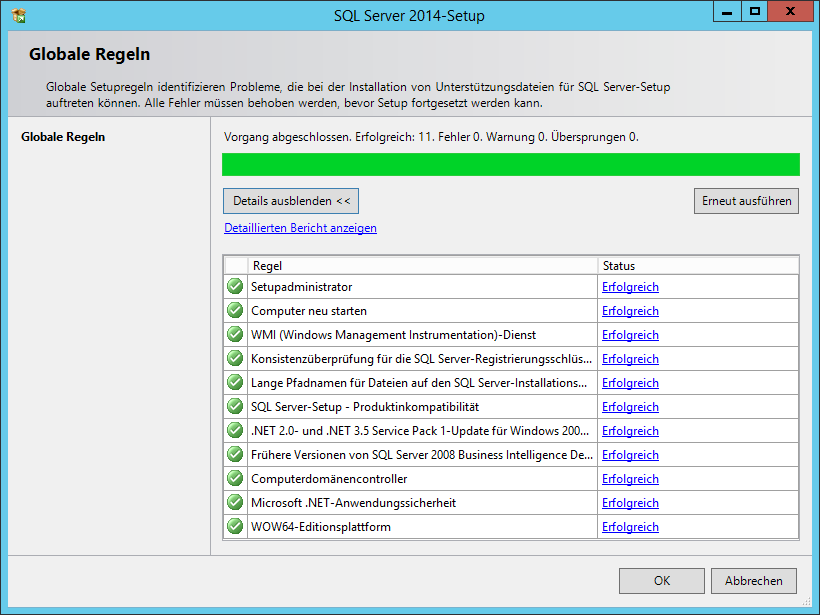 SQL Server 2014-Setup
Globale Regeln
Globale Setupregeln identifizieren Probleme, die bei der Installation von Unterstützungsdateien für SQL Server-Setup
auftreten können. Alle Fehler müssen behoben werden, bevor Setup fortgesetzt werden kann.
Globale Regeln
Vorgang abgeschlossen. Erfolgreich: 11. Fehler 0. Warnung 0. Übersprungen 0.
Details ausblenden << Erneut ausführen
Detaillierten Bericht anzeigen
Regel Status
Setupadministrator Erfolgreich
Computer neu starten Erfolgreich
WMI (Windows Management Instrumentation)-Dienst Erfolgreich
Konsistenzüberprüfung für die SQL Server-Registrierungsschlüs... Erfolgreich
Lange Pfadnamen für Dateien auf den SQL Server-Installations... Erfolgreich
SQL Server-Setup - Produktinkompatibilität Erfolgreich
.NET 2.0- und .NET 3.5 Service Pack 1-Update für Windows 200... Erfolgreich
Frühere Versionen von SQL Server 2008 Business Intelligence De... Erfolgreich
Computerdomänencontroller Erfolgreich
Microsoft .NET-Anwendungssicherheit Erfolgreich
WOW64-Editionsplattform Erfolgreich
OK Abbrechen